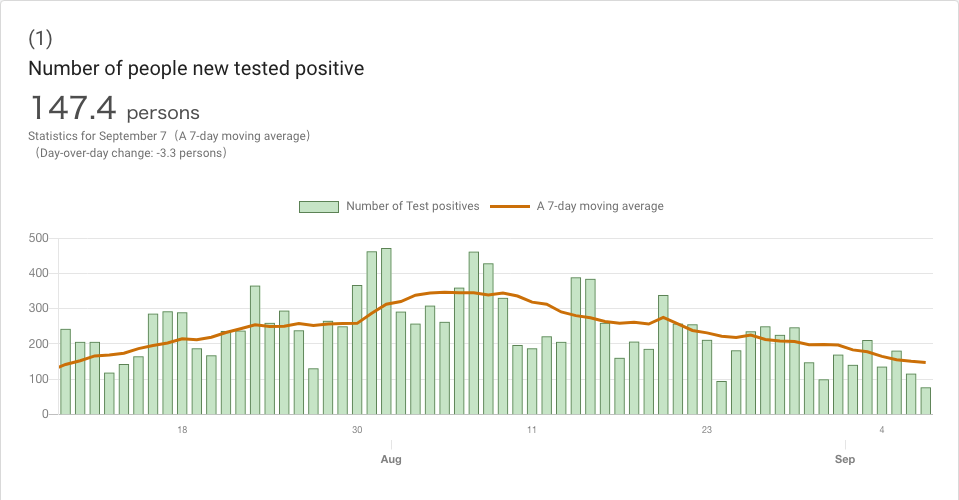 (1)
Number of people new tested positive
147.4 persons
Statistics for September 7（A 7-day moving average）
（Day-over-day change: -3.3 persons）
Number of Test positives A 7-day moving average
500
400
300
200
100
0
18 30 11 23 4
Aug Sep